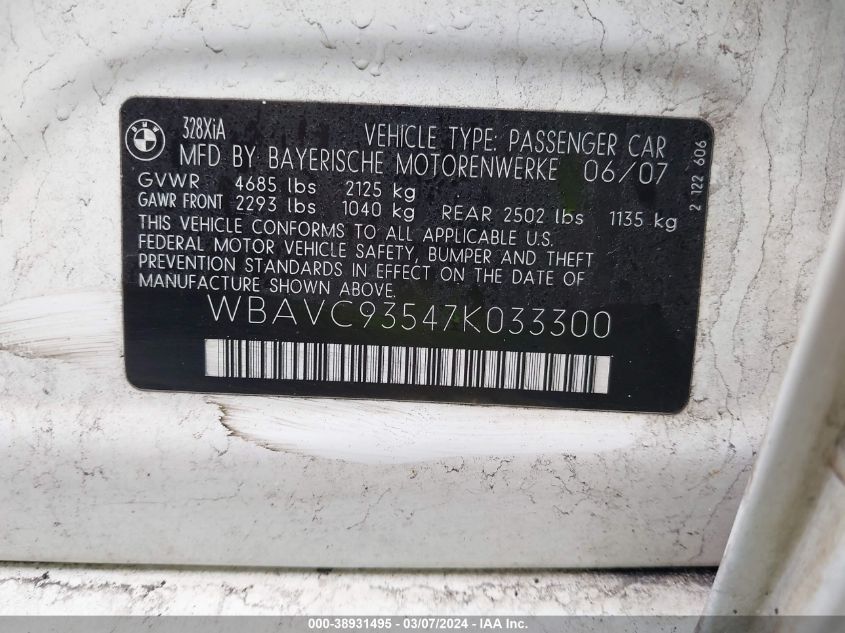 BMW
328XiA
VEHICLE TYPE: PASSENGER CAR
MFD BY BAYERISCHE MOTORENWERKE 06/07
GVWR 4685 lbs 2125 kg
GAWR FRONT 2293 lbs 1040 kg REAR 2502 lbs 1135 kg
THIS VEHICLE CONFORMS TO ALL APPLICABLE U.S.
FEDERAL MOTOR VEHICLE SAFETY, BUMPER AND THEFT
PREVENTION STANDARDS IN EFFECT ON THE DATE OF
MANUFACTURE SHOWN ABOVE.
WBAVC93547K033300
2 122 606
000-38931495 - 03/07/2024 - IAA, Inc.